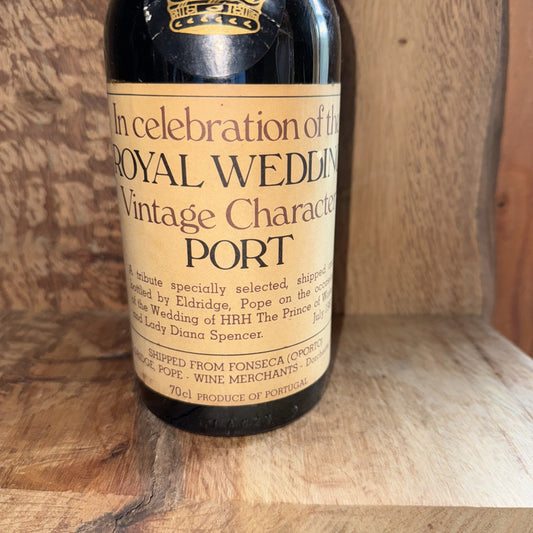 In celebration of the
ROYAL WEDDIN
Vintage Character
PORT
A tribute specially selected, shipped
bottled by Eldridge, Pope on the occas
of the Wedding of HRH The Prince of W
and Lady Diana Spencer. July
SHIPPED FROM FONSECA (OPORTO)
RIDGE, POPE - WINE MERCHANTS - Dorch
70cl PRODUCE OF PORTUGAL